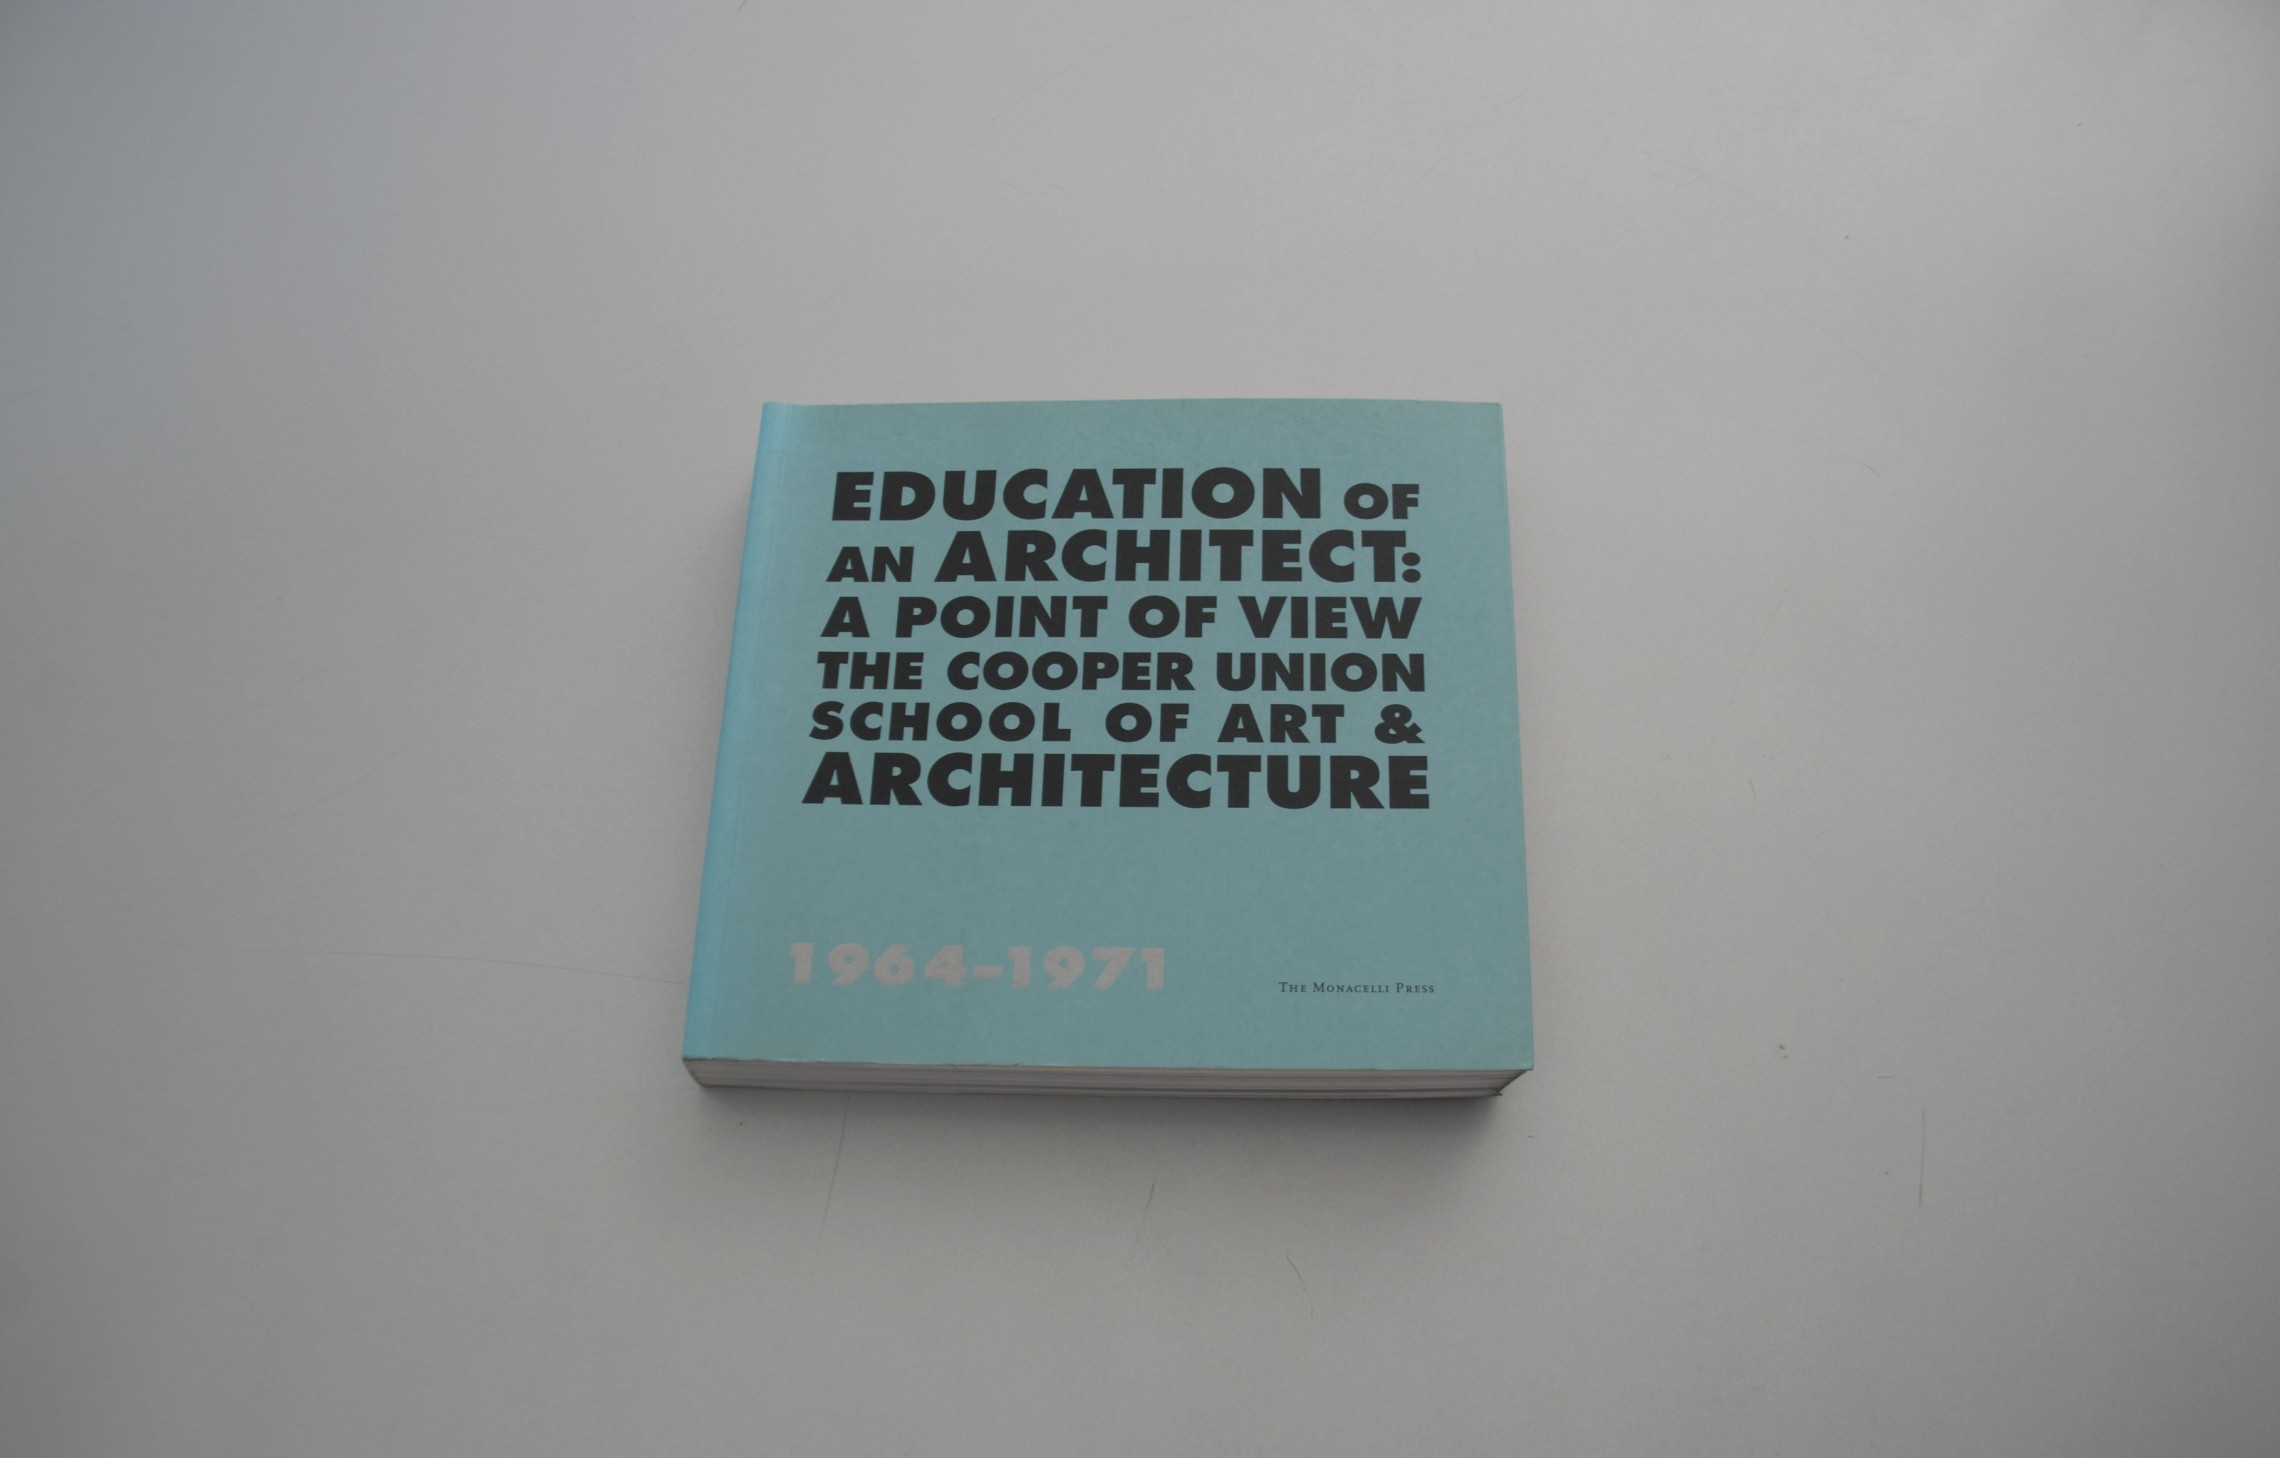 EDUCATION OF
AN ARCHITECT:
A POINT OF VIEW
THE COOPER UNION
SCHOOL OF ART &
ARCHITECTURE
1964–1971
THE MONACELLI PRESS